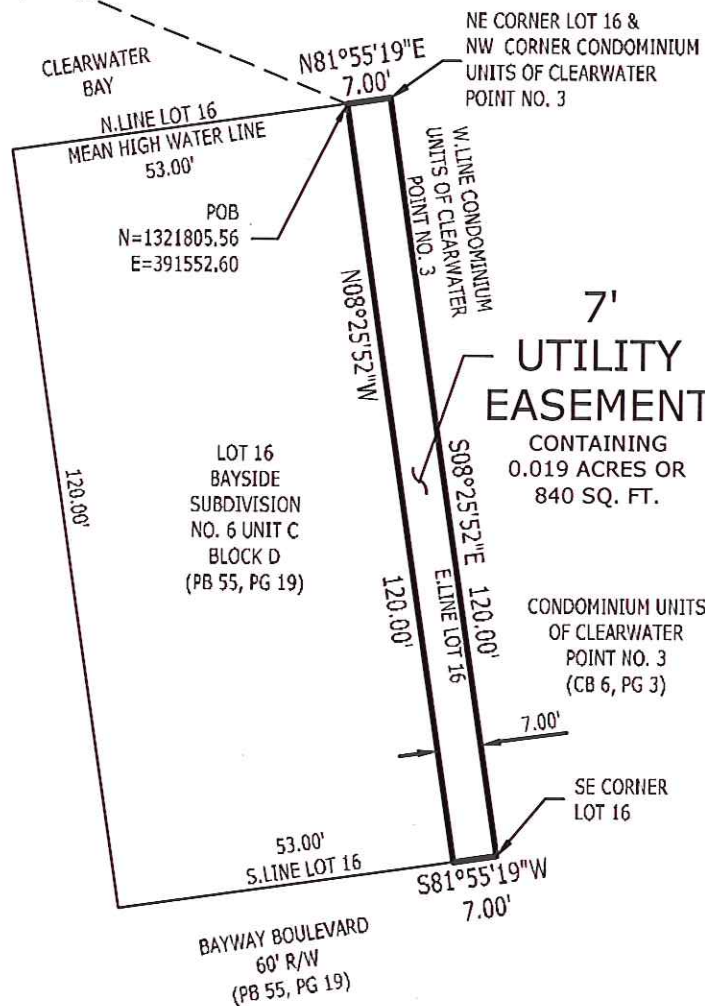 CLEARWATER
BAY
N81°55'19"E
7.00'
NE CORNER LOT 16 &
NW CORNER CONDOMINIUM
UNITS OF CLEARWATER
POINT NO. 3
N.LINE LOT 16
MEAN HIGH WATER LINE
53.00'
POB
N=1321805.56
E=391552.60
W.LINE CONDOMINIUM
UNITS OF CLEARWATER
POINT NO. 3
N08°25'52"W
120.00'
7'
UTILITY
EASEMENT
CONTAINING
0.019 ACRES OR
840 SQ. FT.
120.00'
LOT 16
BAYSIDE
SUBDIVISION
NO. 6 UNIT C
BLOCK D
(PB 55, PG 19)
S08°25'52"E 120.00'
E.LINE LOT 16
CONDOMINIUM UNITS
OF CLEARWATER
POINT NO. 3
(CB 6, PG 3)
7.00'
SE CORNER
LOT 16
53.00'
S.LINE LOT 16
S81°55'19"W
7.00'
BAYWAY BOULEVARD
60' R/W
(PB 55, PG 19)